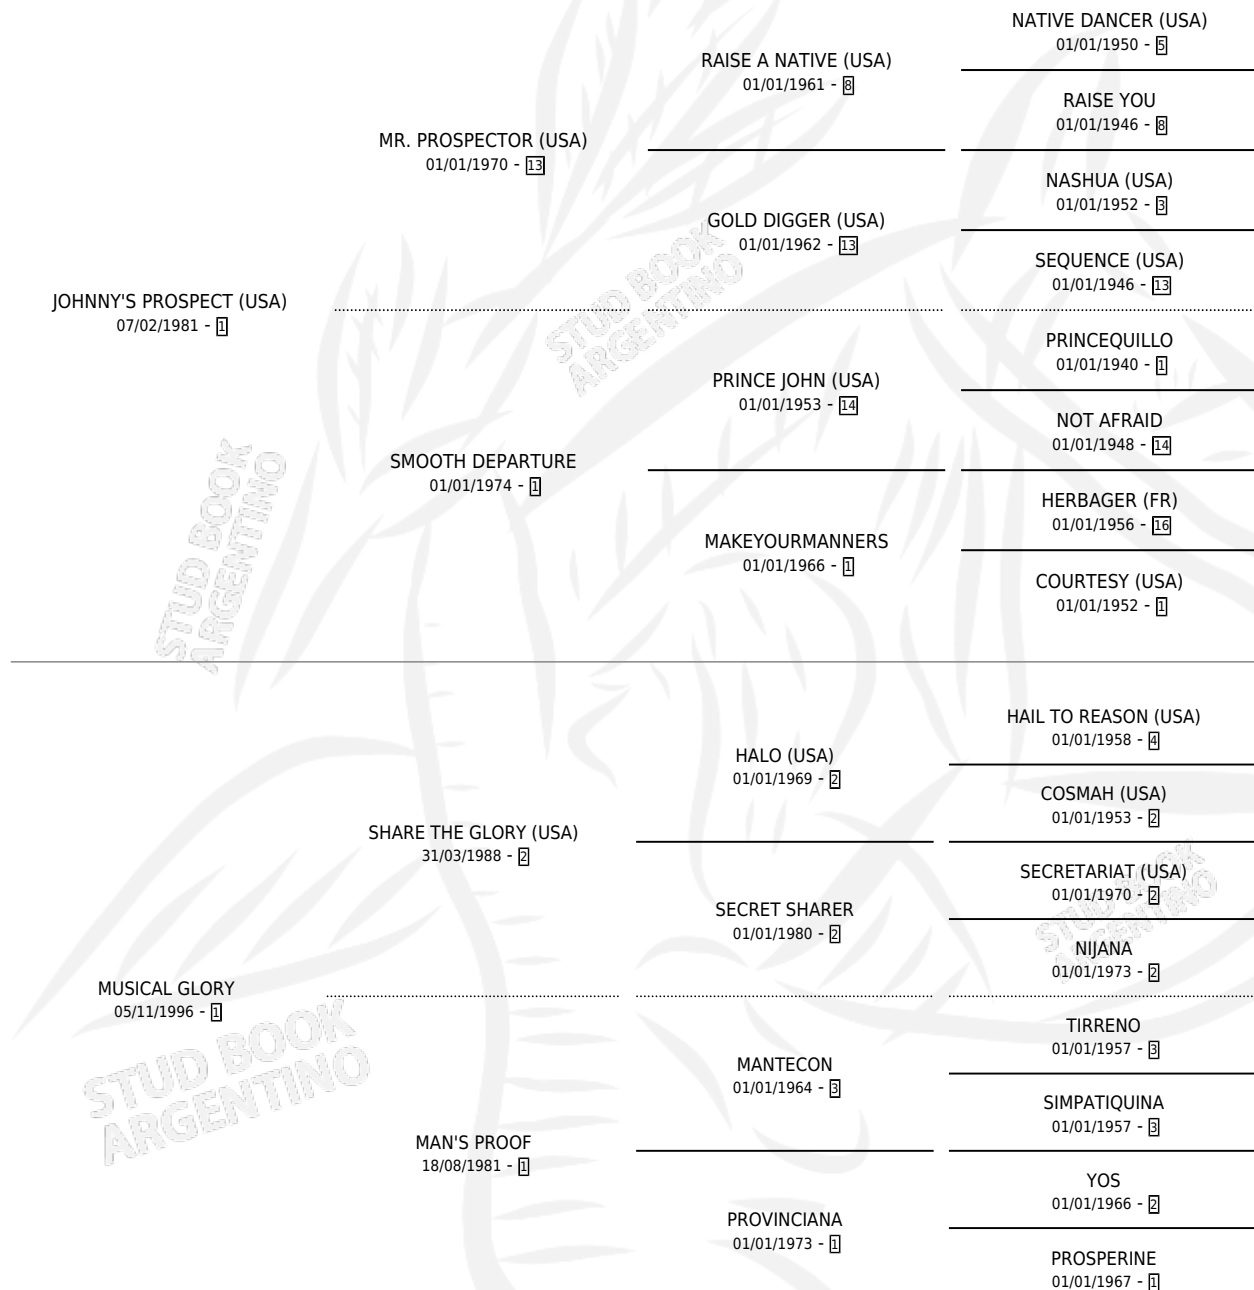 NATIVE DANCER (USA)
01/01/1950 - 5
RAISE A NATIVE (USA)
01/01/1961 - 8
RAISE YOU
01/01/1946 - 8
MR. PROSPECTOR (USA)
01/01/1970 - 13
NASHUA (USA)
01/01/1952 - 3
GOLD DIGGER (USA)
01/01/1962 - 13
SEQUENCE (USA)
01/01/1946 - 13
JOHNNY'S PROSPECT (USA)
07/02/1981 - 1
PRINCEQUILLO
01/01/1940 - 1
PRINCE JOHN (USA)
01/01/1953 - 14
NOT AFRAID
01/01/1948 - 14
SMOOTH DEPARTURE
01/01/1974 - 1
HERBAGER (FR)
01/01/1956 - 16
MAKEYOURMANNERS
01/01/1966 - 1
COURTESY (USA)
01/01/1952 - 1
HAIL TO REASON (USA)
01/01/1958 - 4
HALO (USA)
01/01/1969 - 2
COSMAH (USA)
01/01/1953 - 2
SHARE THE GLORY (USA)
31/03/1988 - 2
SECRETARIAT (USA)
01/01/1970 - 2
SECRET SHARER
01/01/1980 - 2
NIJANA
01/01/1973 - 2
MUSICAL GLORY
05/11/1996 - 1
TIRRENO
01/01/1957 - 3
MANTECON
01/01/1964 - 3
SIMPATIQUINA
01/01/1957 - 3
MAN'S PROOF
18/08/1981 - 1
YOS
01/01/1966 - 2
PROVINCIANA
01/01/1973 - 1
PROSPERINE
01/01/1967 - 1
STUD BOOK
ARGENTINO
STUD BOOK
ARGENTINO
STUD BOOK
ARGENTINO
STUD BOOK
ARGENTINO